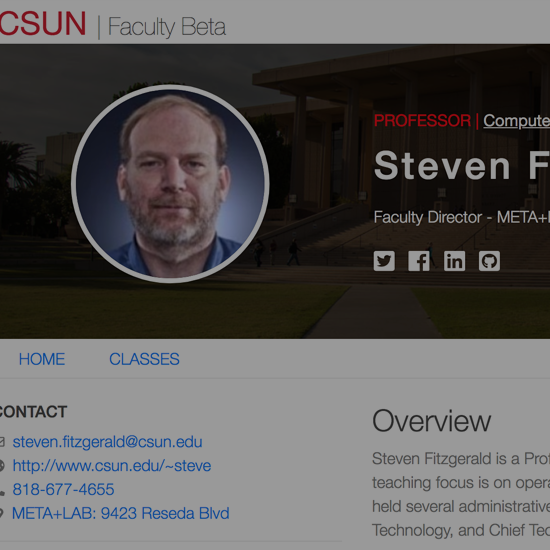 CSUN | Faculty Beta
PROFESSOR | Compute
Steven F
Faculty Director - META+
HOME CLASSES
CONTACT
steven.fitzgerald@csun.edu
http://www.csun.edu/~steve
818-677-4655
META+LAB: 9423 Reseda Blvd
Overview
Steven Fitzgerald is a Prof
teaching focus is on opera
held several administrative
Technology, and Chief Tec